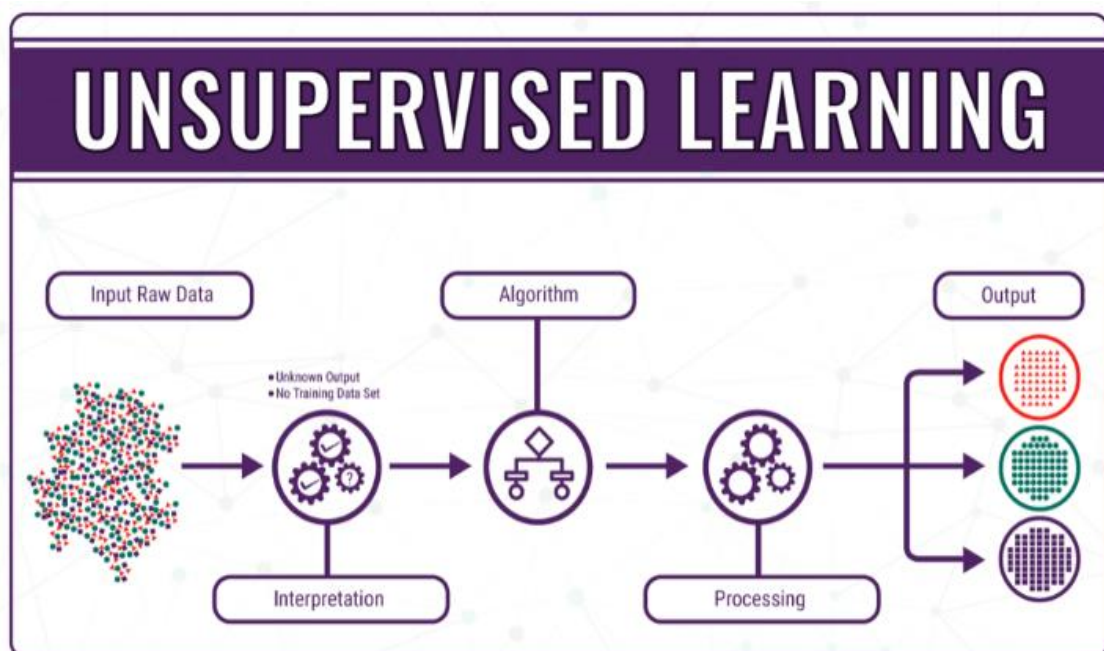 UNSUPERVISED LEARNING
Input Raw Data
Algorithm
Output
• Unknown Output
• No Training Data Set
?
Interpretation
Processing